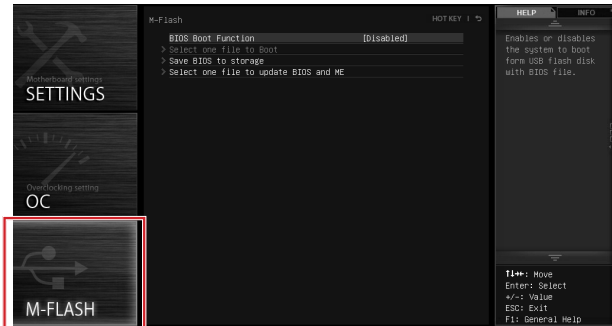 Motherboard settings
SETTINGS
Overclocking setting
OC
M-FLASH
M-Flash
HOT KEY |
BIOS Boot Function [Disabled]
> Select one file to Boot
> Save BIOS to storage
> Select one file to update BIOS and ME
HELP INFO
Enables or disables
the system to boot
form USB flash disk
with BIOS file.
↑↓→←: Move
Enter: Select
+/-: Value
ESC: Exit
F1: General Help